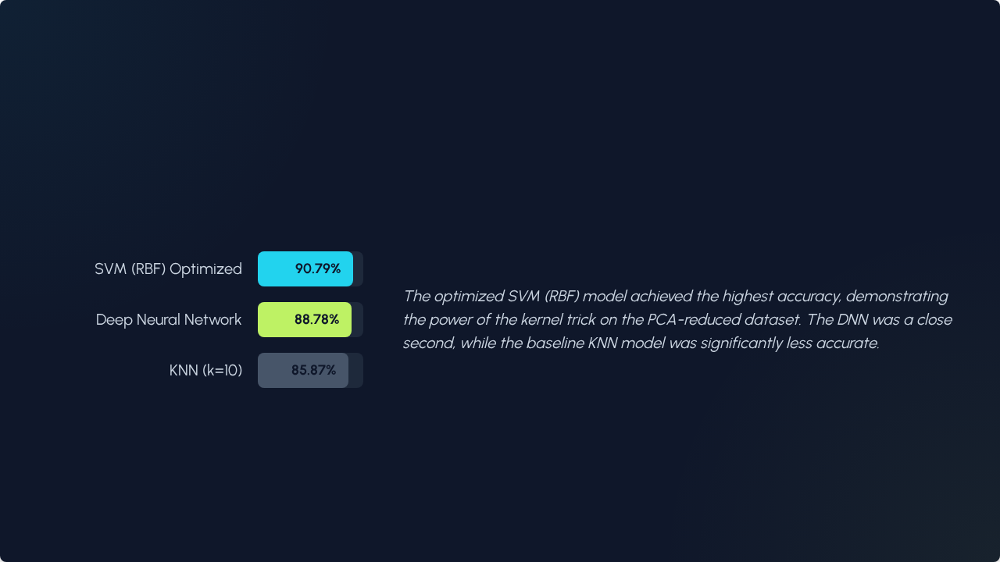 SVM (RBF) Optimized 90.79%
Deep Neural Network 88.78%
KNN (k=10) 85.87%
The optimized SVM (RBF) model achieved the highest accuracy, demonstrating
the power of the kernel trick on the PCA-reduced dataset. The DNN was a close
second, while the baseline KNN model was significantly less accurate.